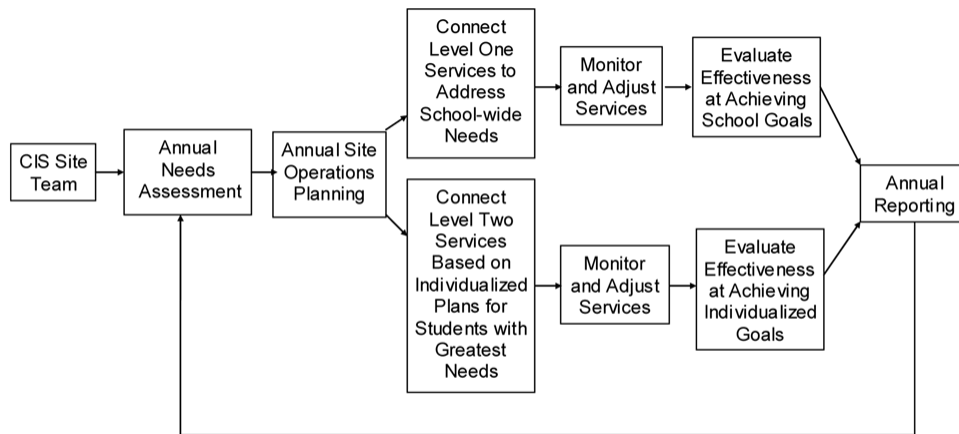 CIS Site
Team
Annual
Needs
Assessment
Annual Site
Operations
Planning
Connect
Level One
Services to
Address
School-wide
Needs
Monitor
and Adjust
Services
Evaluate
Effectiveness
at Achieving
School Goals
Connect
Level Two
Services
Based on
Individualized
Plans for
Students with
Greatest
Needs
Monitor
and Adjust
Services
Evaluate
Effectiveness
at Achieving
Individualized
Goals
Annual
Reporting